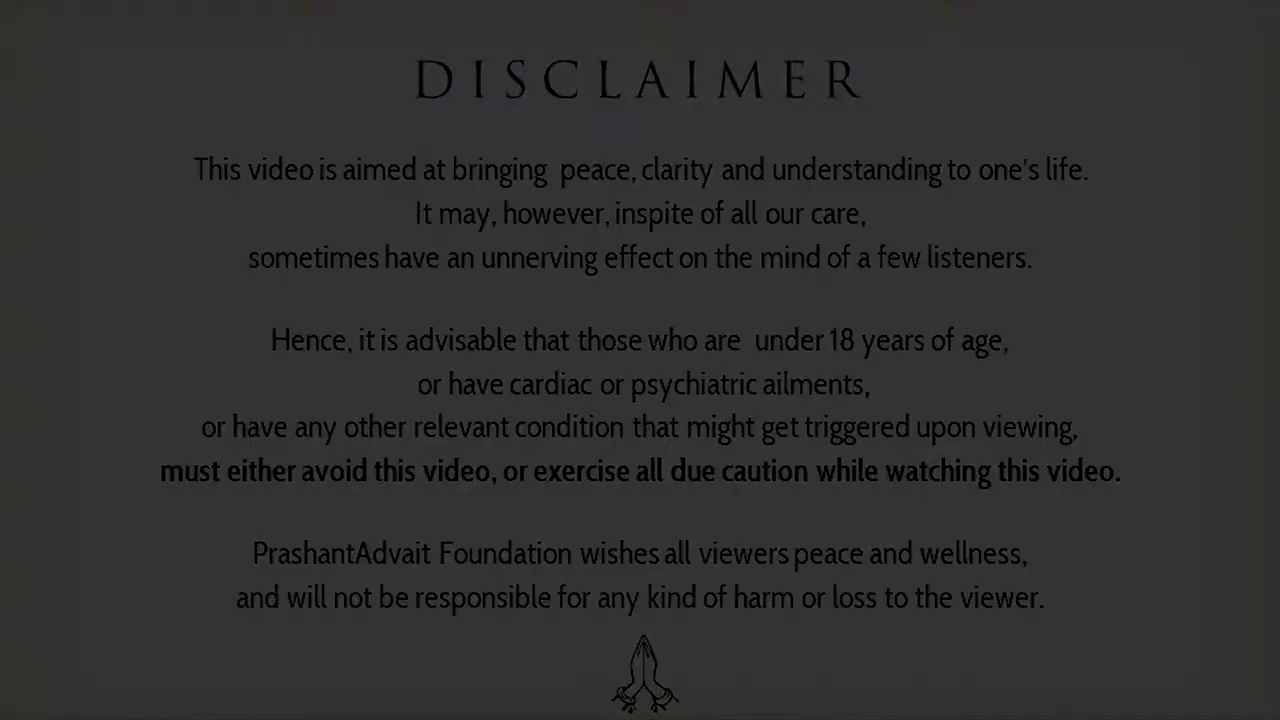 DISCLAIMER
This video is aimed at bringing peace, clarity and understanding to one's life.
It may, however, inspite of all our care,
sometimes have an unnerving effect on the mind of a few listeners.
Hence, it is advisable that those who are under 18 years of age,
or have cardiac or psychiatric ailments,
or have any other relevant condition that might get triggered upon viewing,
must either avoid this video, or exercise all due caution while watching this video.
PrashantAdvait Foundation wishes all viewers peace and wellness,
and will not be responsible for any kind of harm or loss to the viewer.